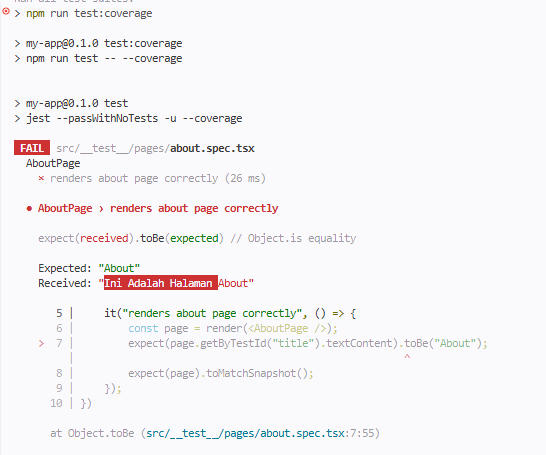 Ran all test suites.
> npm run test:coverage
> my-app@0.1.0 test:coverage
> npm run test -- --coverage
> my-app@0.1.0 test
> jest --passWithNoTests -u --coverage
FAIL src/__test__/pages/about.spec.tsx
AboutPage
× renders about page correctly (26 ms)
● AboutPage › renders about page correctly
expect(received).toBe(expected) // Object.is equality
Expected: "About"
Received: "Ini Adalah Halaman About"
5 | it("renders about page correctly", () => {
6 | const page = render(<AboutPage />);
> 7 | expect(page.getByTestId("title").textContent).toBe("About");
| ^
8 | expect(page).toMatchSnapshot();
9 | });
10 | })
at Object.toBe (src/__test__/pages/about.spec.tsx:7:55)